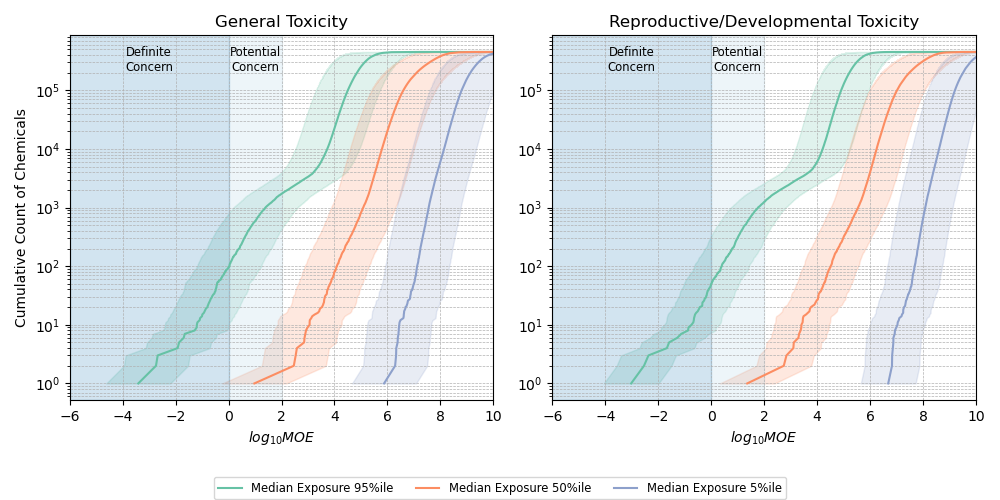 General Toxicity
Reproductive/Developmental Toxicity
Definite Concern
Potential Concern
Definite Concern
Potential Concern
Cumulative Count of Chemicals
10^5
10^4
10^3
10^2
10^1
10^0
10^5
10^4
10^3
10^2
10^1
10^0
−6 −4 −2 0 2 4 6 8 10
−6 −4 −2 0 2 4 6 8 10
log_10MOE
log_10MOE
Median Exposure 95%ile
Median Exposure 50%ile
Median Exposure 5%ile